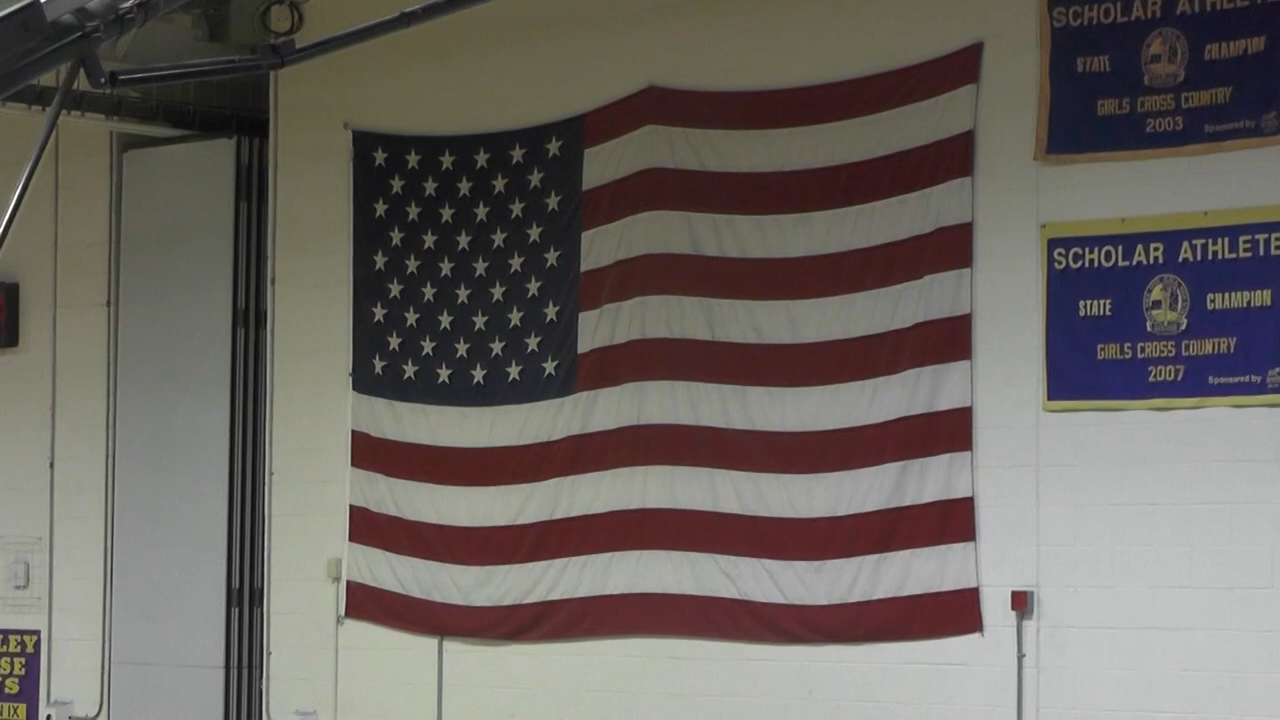 SCHOLAR ATHLETE
STATE
CHAMPION
GIRLS CROSS COUNTRY
2003
Sponsored by
SCHOLAR ATHLETE
STATE
CHAMPION
GIRLS CROSS COUNTRY
2007
Sponsored by
LEY
SE
S
IX